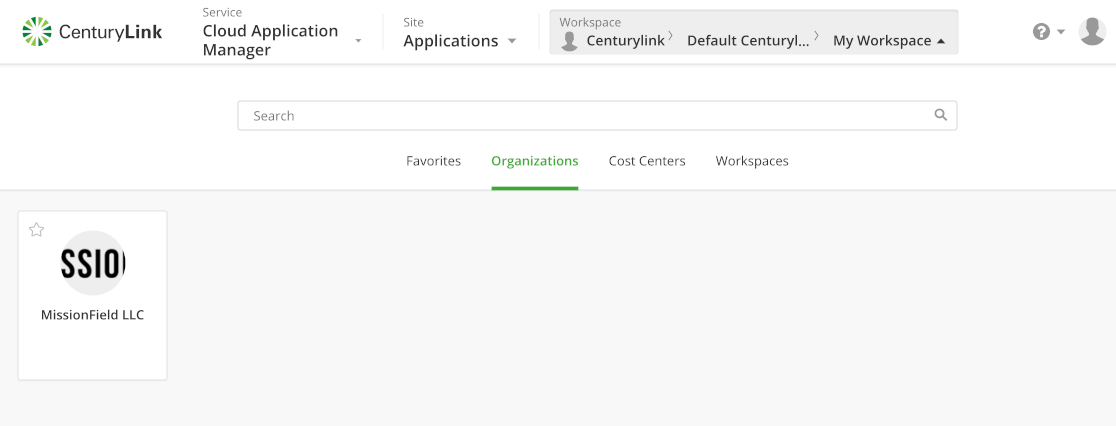 CenturyLink
Service
Cloud Application
Manager
Site
Applications
Workspace
Centurylink
Default Centuryl...
My Workspace
?
Search
Favorites
Organizations
Cost Centers
Workspaces
SSIO
MissionField LLC